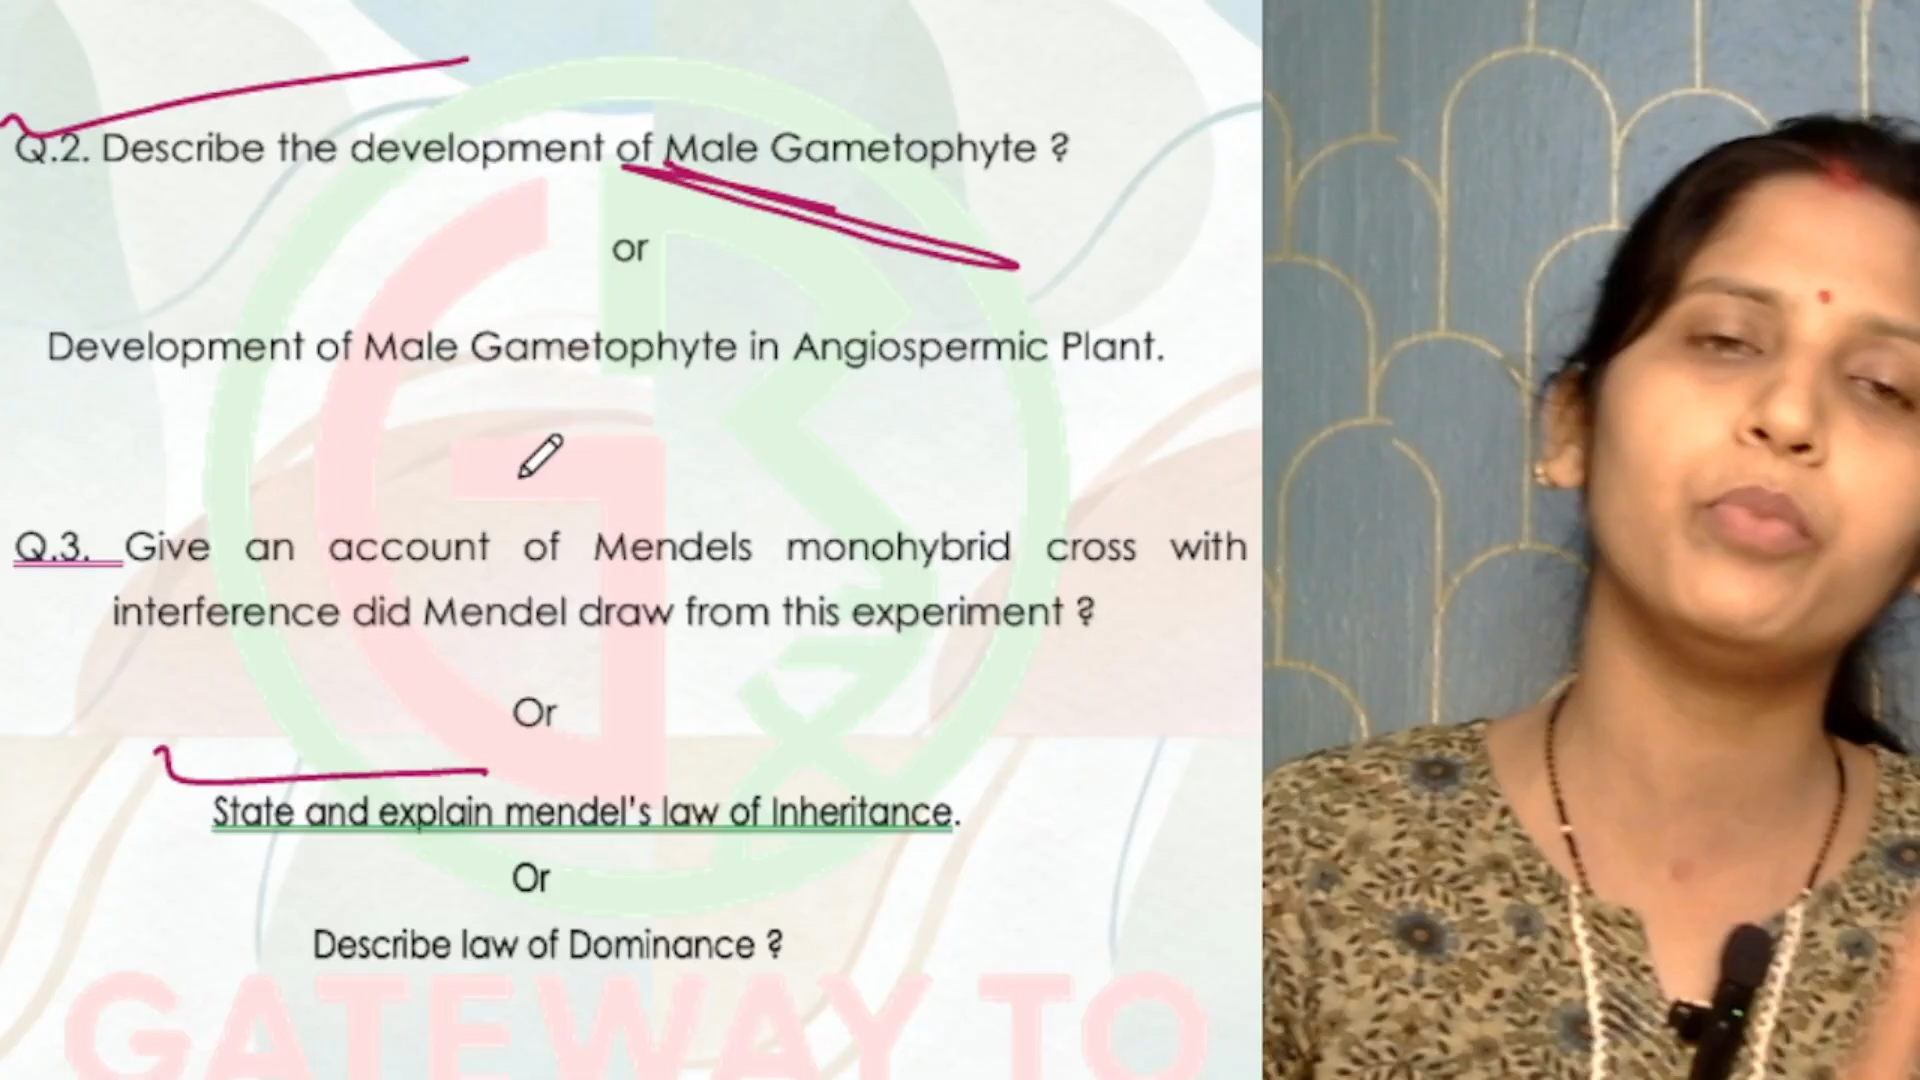 Q.2. Describe the development of Male Gametophyte ?
or
Development of Male Gametophyte in Angiospermic Plant.
Q.3. Give an account of Mendels monohybrid cross with
interference did Mendel draw from this experiment ?
Or
State and explain mendel's law of Inheritance.
Or
Describe law of Dominance ?
GATEWAY TO